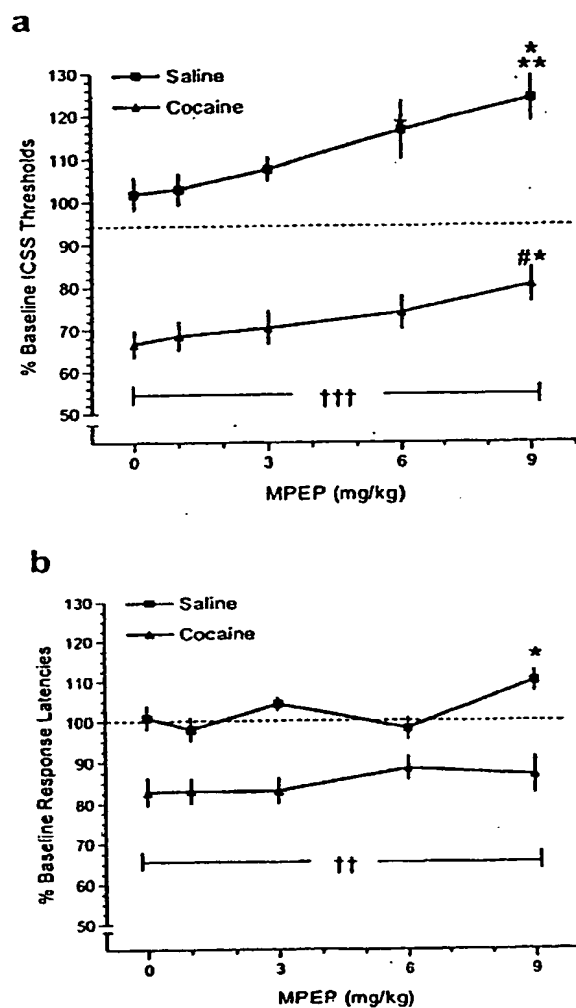 a
130
120
110
100
90
80
70
60
50
% Baseline ICSS Thresholds
Saline
Cocaine
*
**
*
#*
†††
0 3 6 9
MPEP (mg/kg)
b
130
120
110
100
90
80
70
60
50
% Baseline Response Latencies
Saline
Cocaine
*
††
0 3 6 9
MPEP (mg/kg)